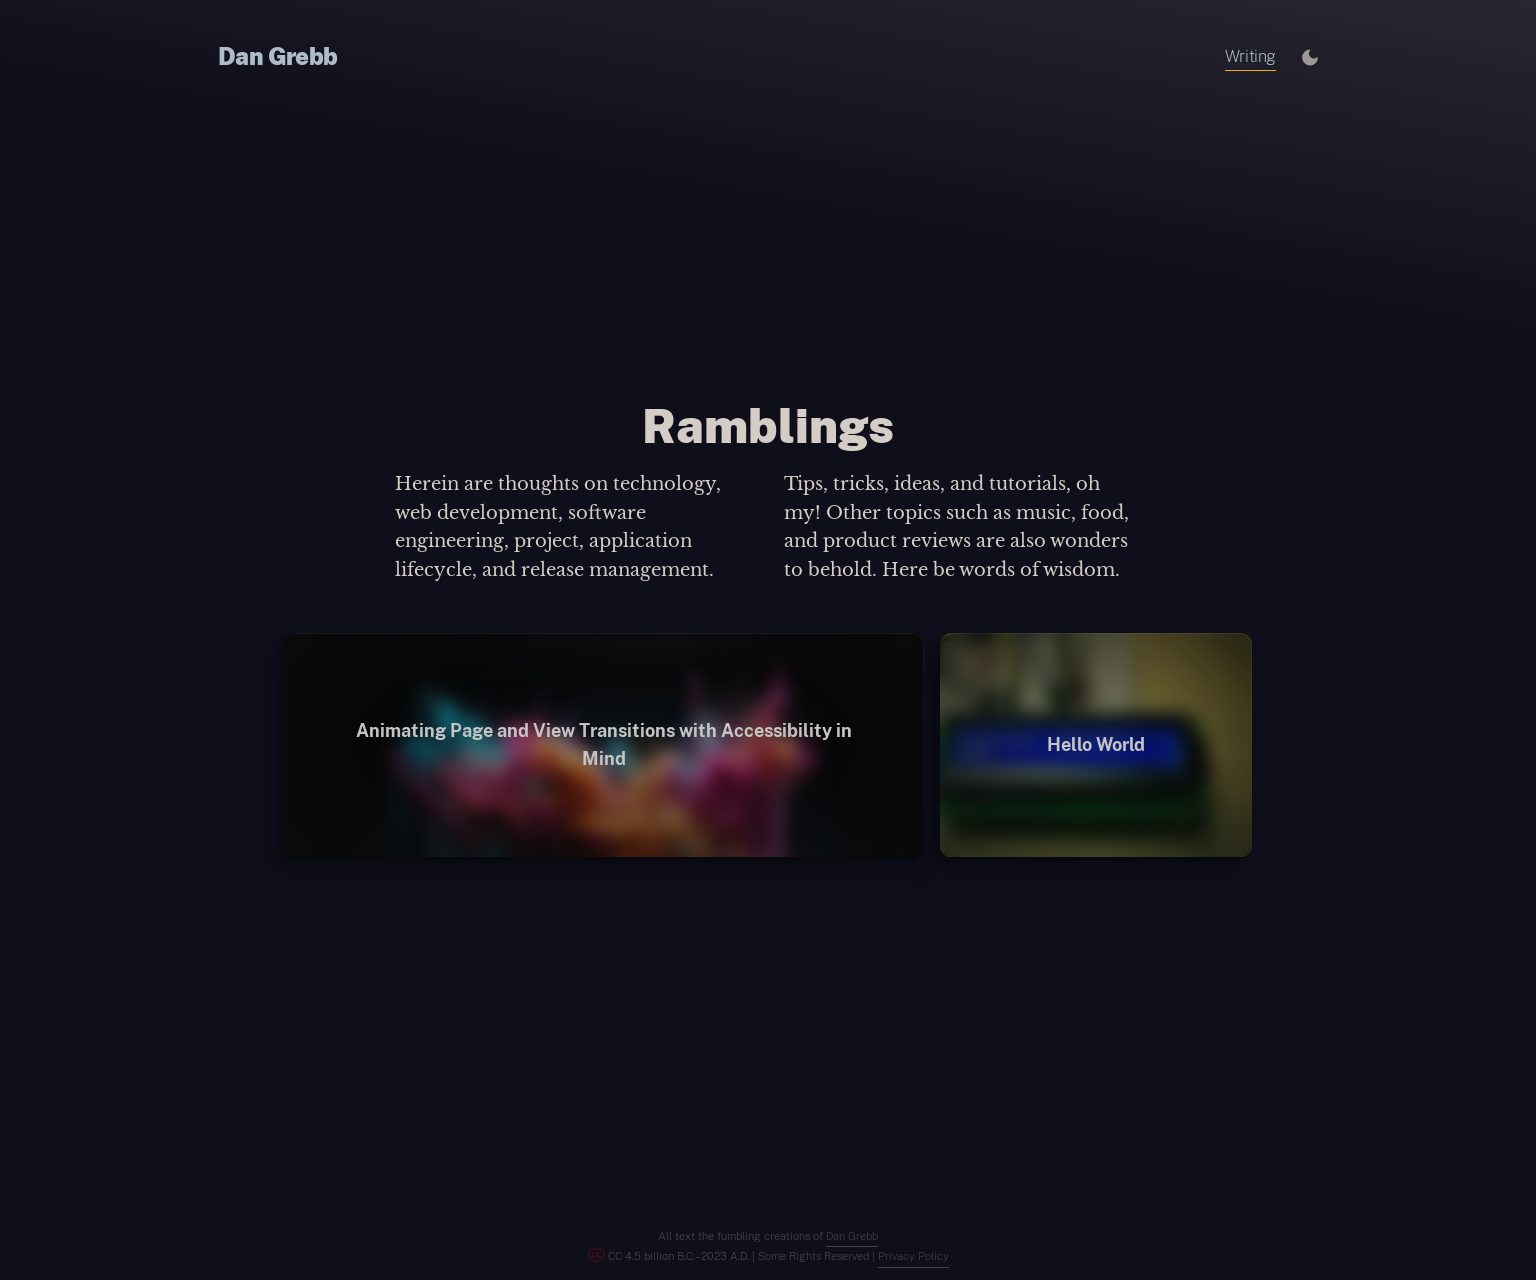 Dan Grebb
Writing
Ramblings
Herein are thoughts on technology,
web development, software
engineering, project, application
lifecycle, and release management.
Tips, tricks, ideas, and tutorials, oh
my! Other topics such as music, food,
and product reviews are also wonders
to behold. Here be words of wisdom.
Animating Page and View Transitions with Accessibility in
Mind
Hello World
All text the fumbling creations of Dan Grebb
CC 4.5 billion B.C.–2023 A.D. | Some Rights Reserved | Privacy Policy